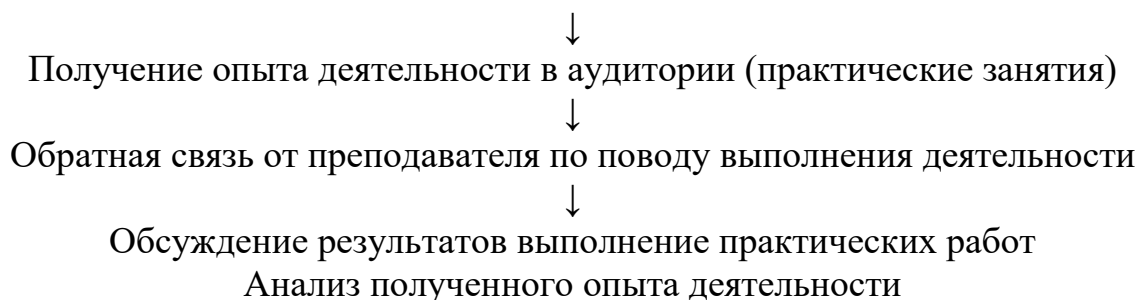 ↓
Получение опыта деятельности в аудитории (практические занятия)
↓
Обратная связь от преподавателя по поводу выполнения деятельности
↓
Обсуждение результатов выполнение практических работ
Анализ полученного опыта деятельности